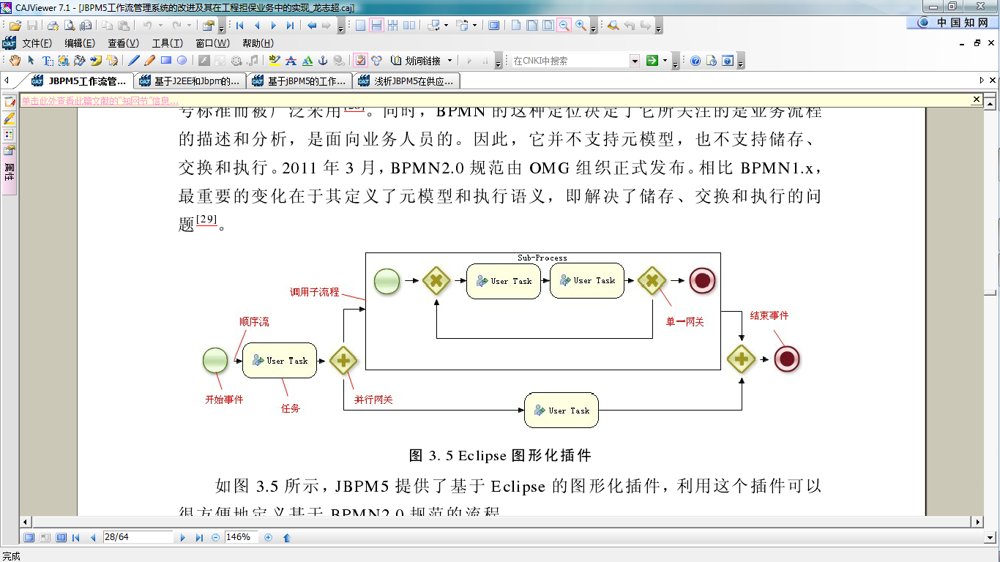 CAJViewer 7.1 - [JBPM5工作流管理系统的改进及其在工程担保业务中的实现_龙志超.caj]
中国知网
文件(F) 编辑(E) 查看(V) 工具(T) 窗口(W) 帮助(H)
划词链接 在CNKI中搜索
JBPM5工作流管... 基于J2EE和Jbpm的... 基于jBPM5的工作... 浅析JBPM5在供应...
单击此处查看此篇文献的"知网节"信息...
属性
号标准而被广泛采用[28]。同时，BPMN 的这种定位决定了它所关注的是业务流程
的描述和分析，是面向业务人员的。因此，它并不支持元模型，也不支持储存、
交换和执行。2011 年 3 月，BPMN2.0 规范由 OMG 组织正式发布。相比 BPMN1.x，
最重要的变化在于其定义了元模型和执行语义，即解决了储存、交换和执行的问
题[29]。
Sub-Process
User Task User Task
调用子流程
单一网关
结束事件
顺序流
User Task
开始事件
任务
并行网关
User Task
图 3. 5 Eclipse 图形化插件
如图 3.5 所示，JBPM5 提供了基于 Eclipse 的图形化插件，利用这个插件可以
很方便地定义基于 BPMN2.0 规范的流程
28/64 146%
完成